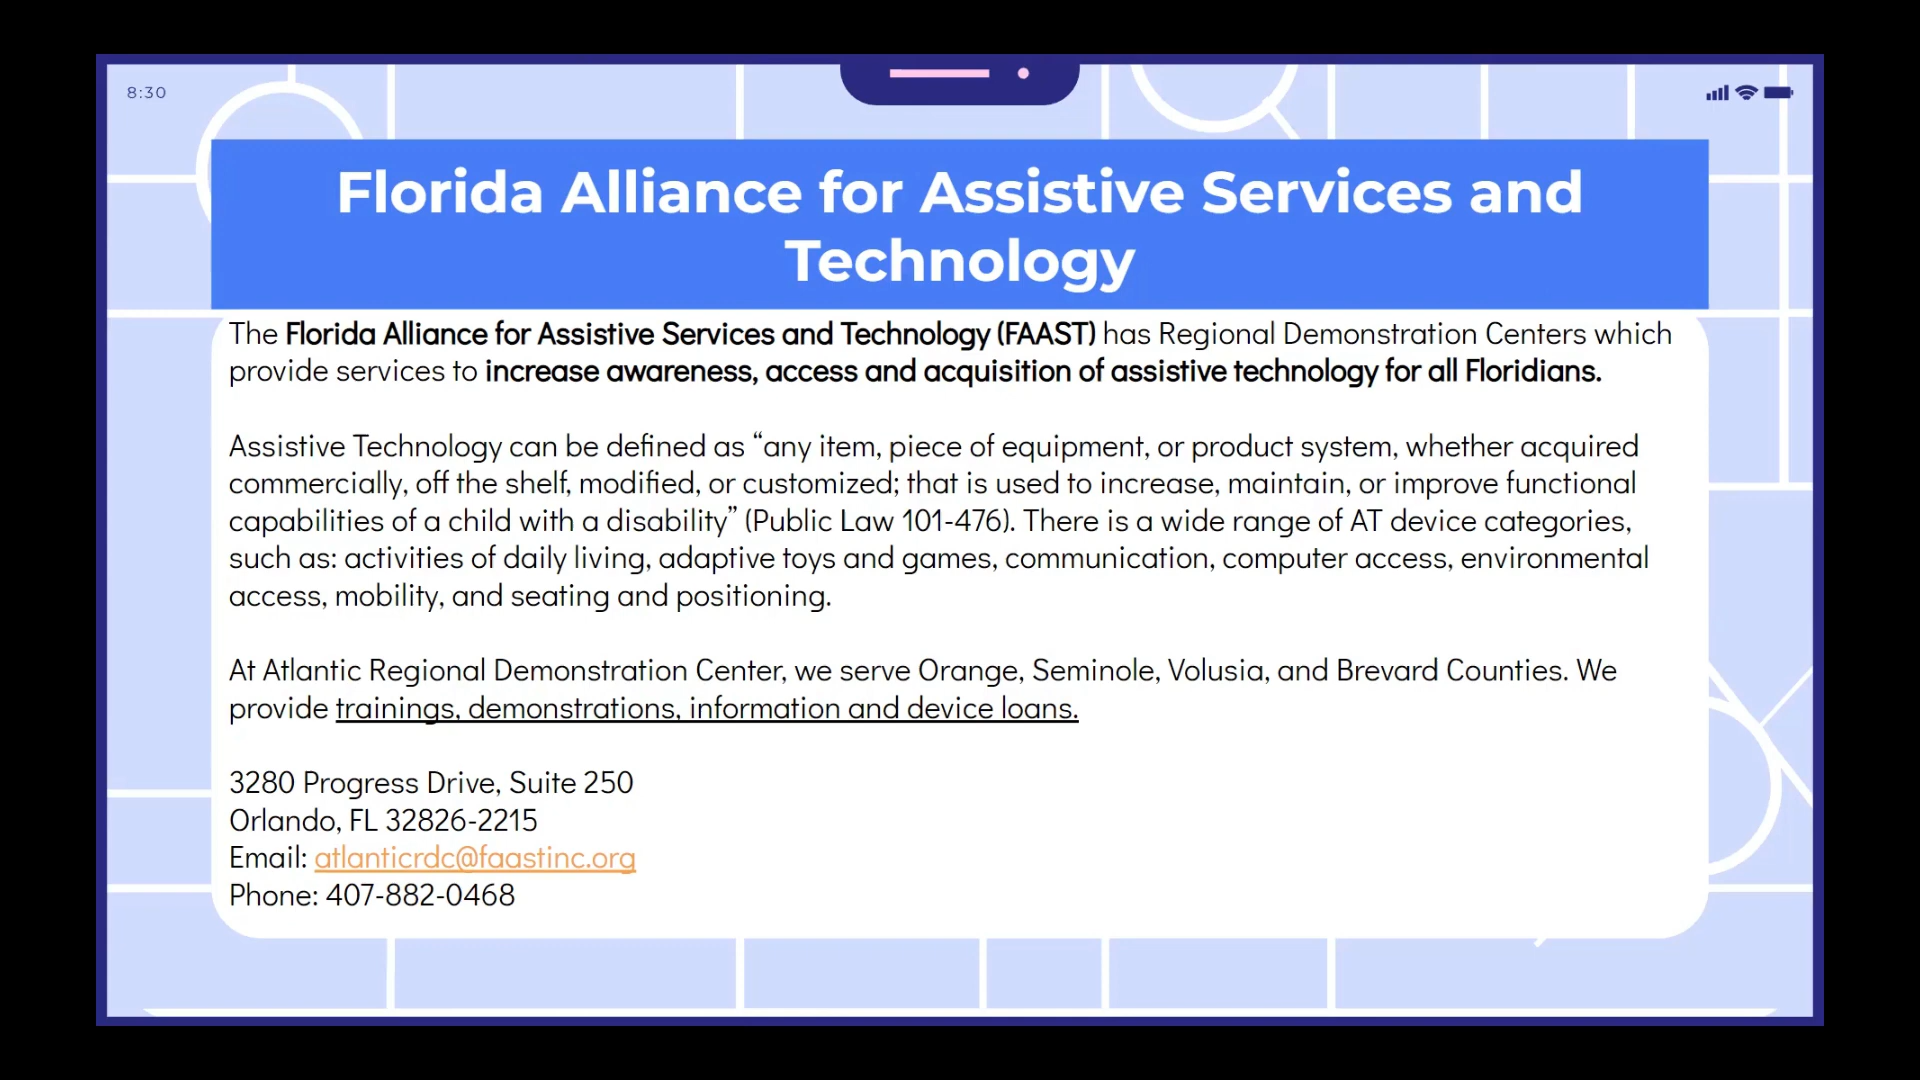 8:30
Florida Alliance for Assistive Services and
Technology
The Florida Alliance for Assistive Services and Technology (FAAST) has Regional Demonstration Centers which
provide services to increase awareness, access and acquisition of assistive technology for all Floridians.
Assistive Technology can be defined as “any item, piece of equipment, or product system, whether acquired
commercially, off the shelf, modified, or customized; that is used to increase, maintain, or improve functional
capabilities of a child with a disability” (Public Law 101-476). There is a wide range of AT device categories,
such as: activities of daily living, adaptive toys and games, communication, computer access, environmental
access, mobility, and seating and positioning.
At Atlantic Regional Demonstration Center, we serve Orange, Seminole, Volusia, and Brevard Counties. We
provide trainings, demonstrations, information and device loans.
3280 Progress Drive, Suite 250
Orlando, FL 32826-2215
Email: atlanticrdc@faastinc.org
Phone: 407-882-0468